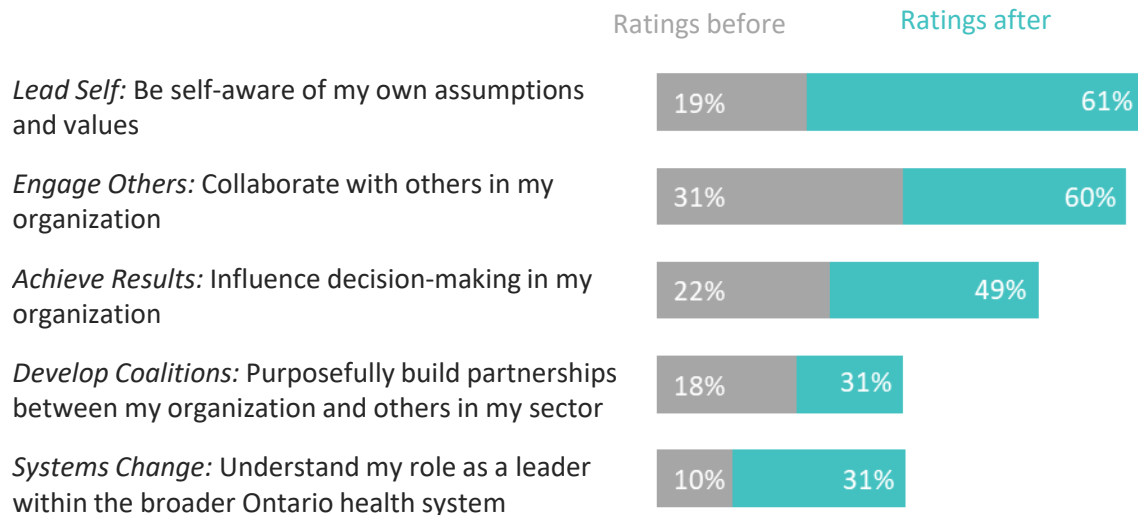 Ratings before Ratings after
Lead Self: Be self-aware of my own assumptions
and values
19% 61%
Engage Others: Collaborate with others in my
organization
31% 60%
Achieve Results: Influence decision-making in my
organization
22% 49%
Develop Coalitions: Purposefully build partnerships
between my organization and others in my sector
18% 31%
Systems Change: Understand my role as a leader
within the broader Ontario health system
10% 31%